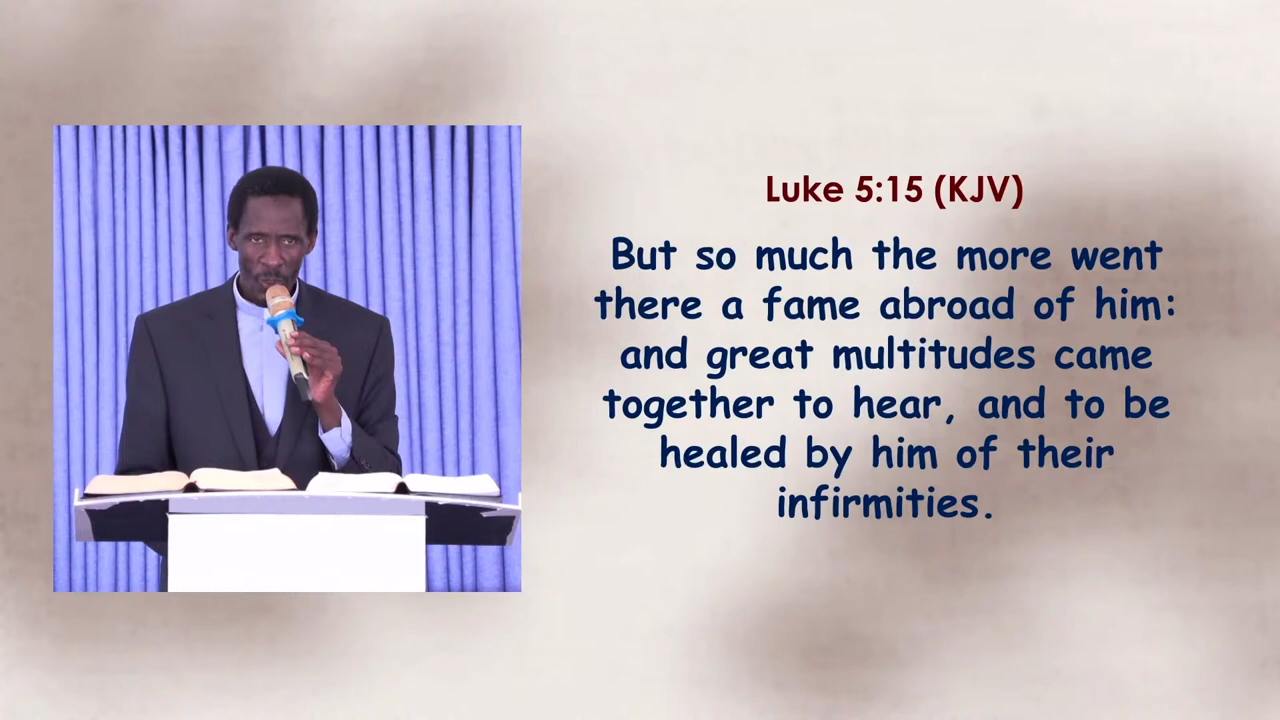 Luke 5:15 (KJV)
But so much the more went
there a fame abroad of him:
and great multitudes came
together to hear, and to be
healed by him of their
infirmities.